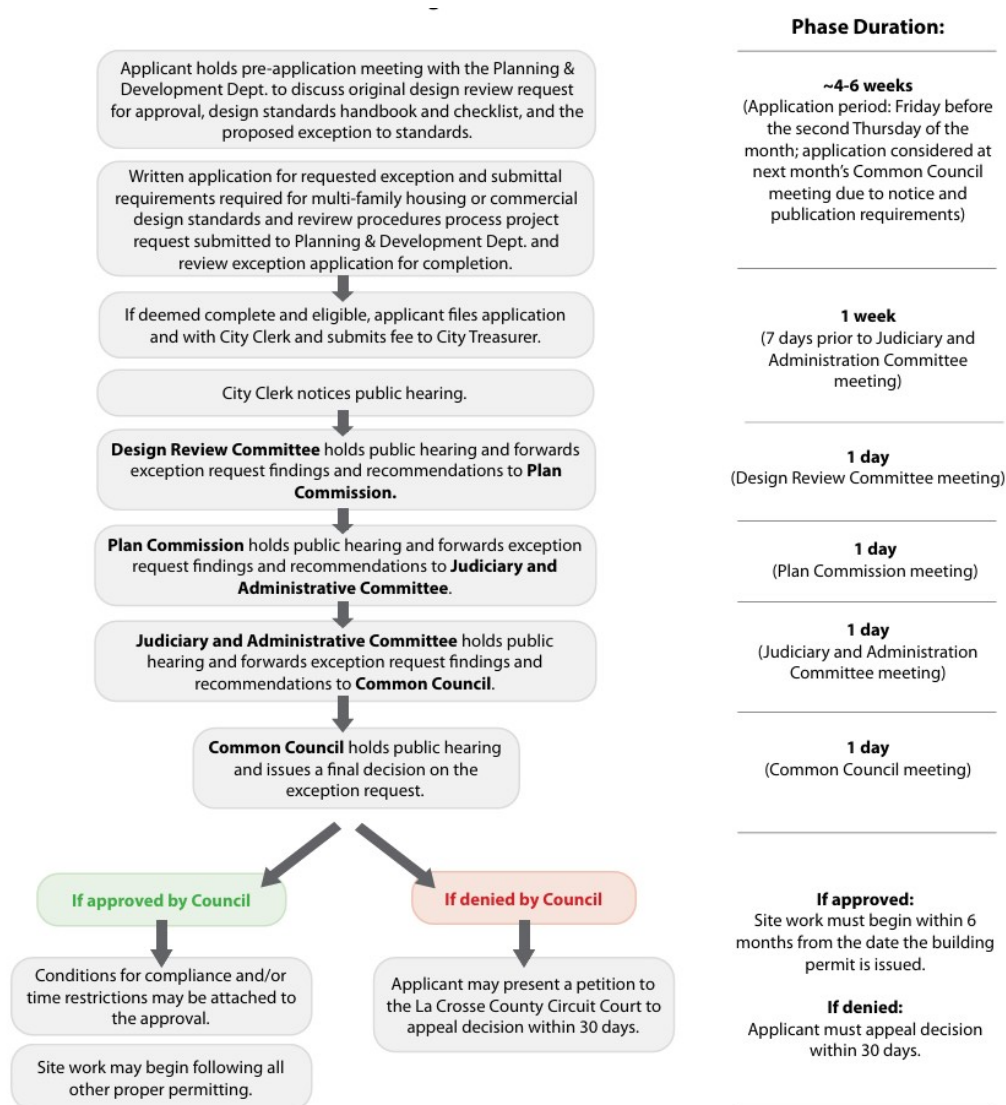 Phase Duration:
Applicant holds pre-application meeting with the Planning &
Development Dept. to discuss original design review request
for approval, design standards handbook and checklist, and the
proposed exception to standards.
~4-6 weeks
(Application period: Friday before
the second Thursday of the
month; application considered at
next month's Common Council
meeting due to notice and
publication requirements)
Written application for requested exception and submittal
requirements required for multi-family housing or commercial
design standards and revirew procedures process project
request submitted to Planning & Development Dept. and
review exception application for completion.
If deemed complete and eligible, applicant files application
and with City Clerk and submits fee to City Treasurer.
1 week
(7 days prior to Judiciary and
Administration Committee
meeting)
City Clerk notices public hearing.
Design Review Committee holds public hearing and forwards
exception request findings and recommendations to Plan
Commission.
1 day
(Design Review Committee meeting)
Plan Commission holds public hearing and forwards exception
request findings and recommendations to Judiciary and
Administrative Committee.
1 day
(Plan Commission meeting)
Judiciary and Administrative Committee holds public
hearing and forwards exception request findings and
recommendations to Common Council.
1 day
(Judiciary and Administration
Committee meeting)
Common Council holds public hearing
and issues a final decision on the
exception request.
1 day
(Common Council meeting)
If approved by Council
If denied by Council
Conditions for compliance and/or
time restrictions may be attached to
the approval.
Site work may begin following all
other proper permitting.
Applicant may present a petition to
the La Crosse County Circuit Court to
appeal decision within 30 days.
If approved:
Site work must begin within 6
months from the date the building
permit is issued.
If denied:
Applicant must appeal decision
within 30 days.